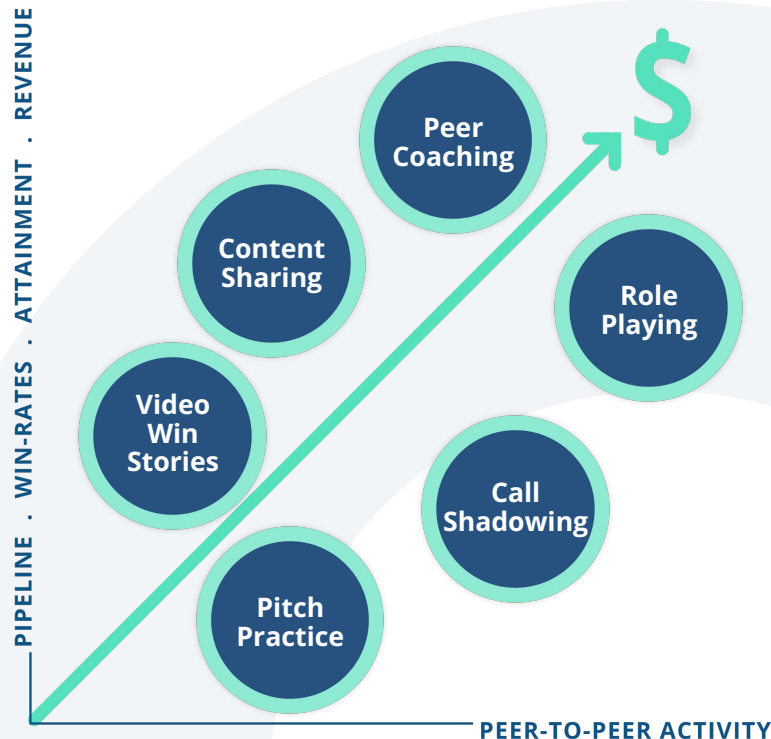 PIPELINE . WIN-RATES . ATTAINMENT . REVENUE
$
Peer
Coaching
Content
Sharing
Role
Playing
Video
Win
Stories
Call
Shadowing
Pitch
Practice
PEER-TO-PEER ACTIVITY